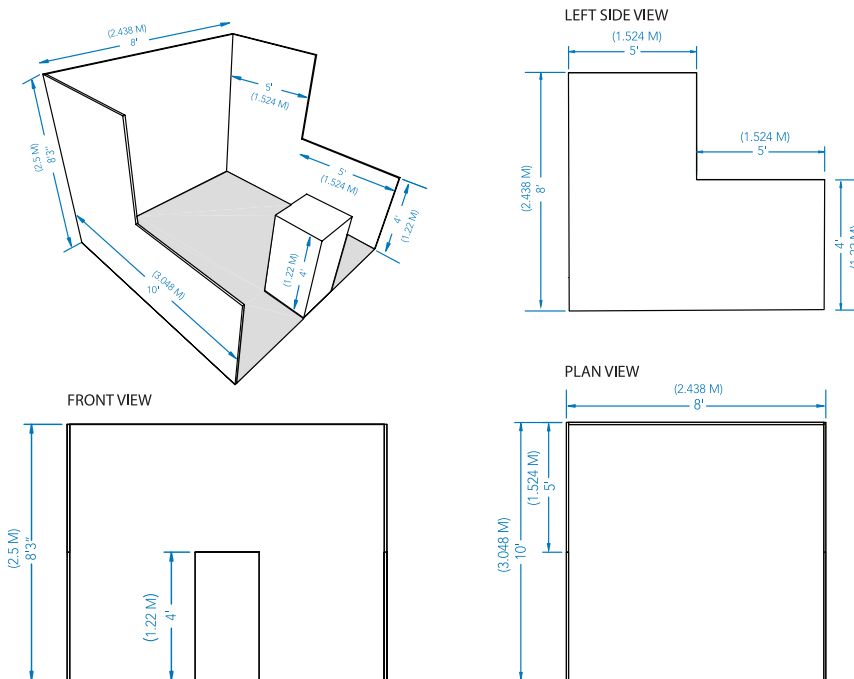 (2.438 M)
8'
5'
(1.524 M)
5'
(1.524 M)
(2.5 M)
8'3"
4'
(1.22 M)
(1.22 M)
4'
(3.048 M)
10'
LEFT SIDE VIEW
(1.524 M)
5'
(1.524 M)
5'
(2.438 M)
8'
4'
(1.22 M)
FRONT VIEW
(2.5 M)
8'3"
(1.22 M)
4'
PLAN VIEW
(2.438 M)
8'
(1.524 M)
5'
(3.048 M)
10'